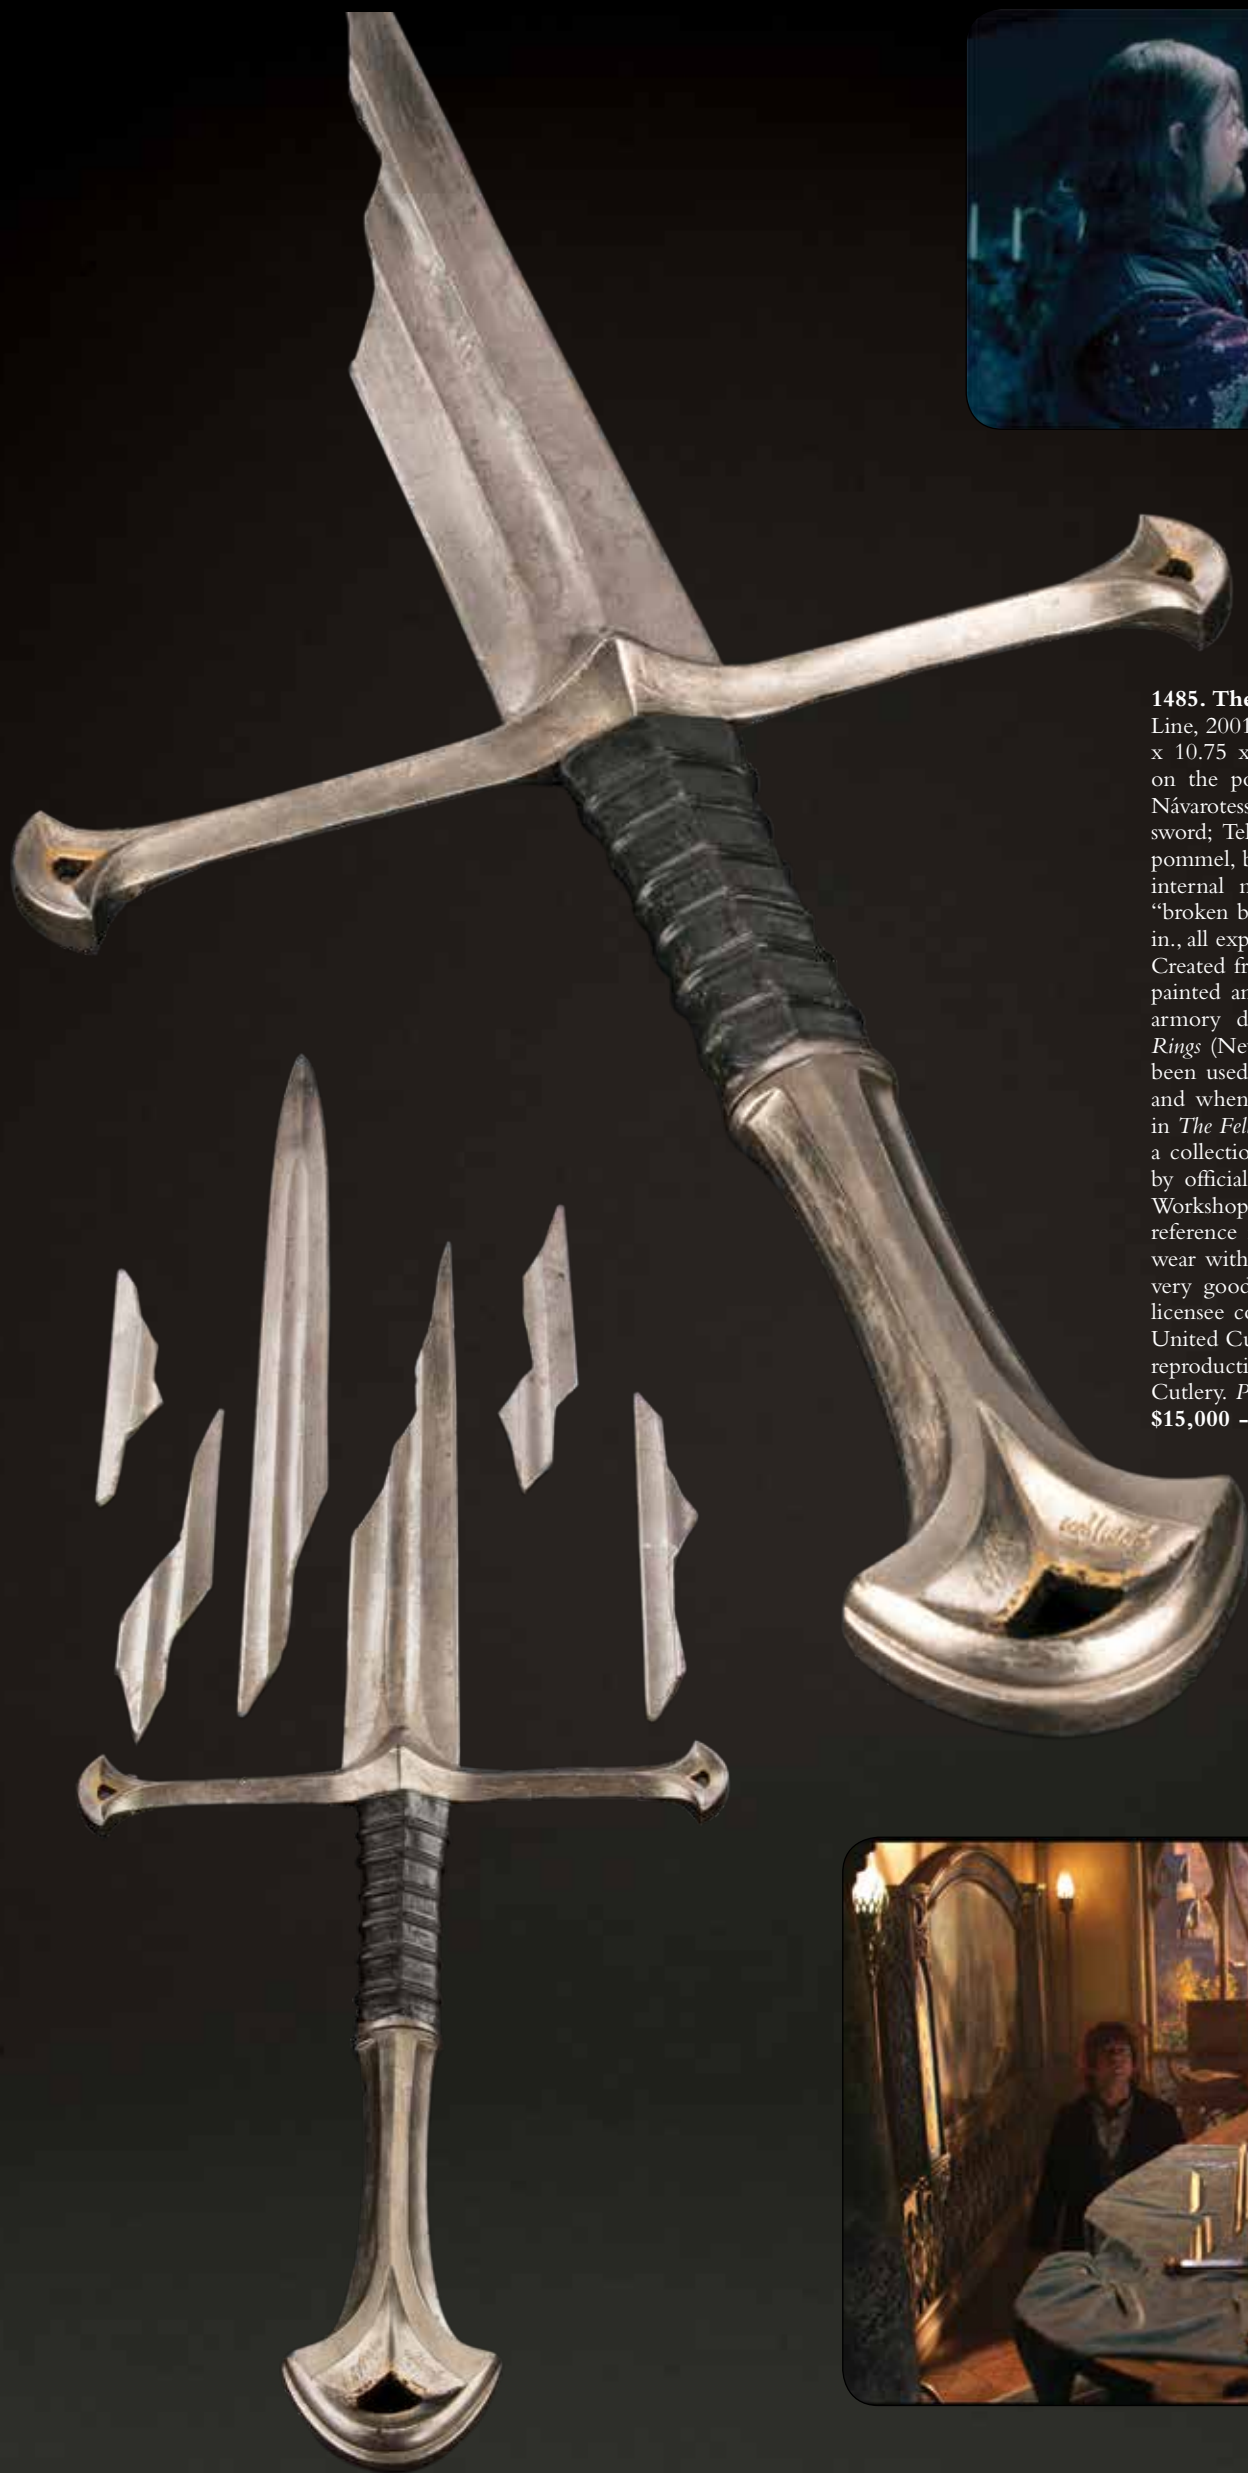 1485. The
Line, 2001
x 10.75 x
on the po
Návarotess
sword; Tel
pommel, b
internal n
“broken b
in., all exp
Created fr
painted an
armory d
Rings (Ne
been used
and when
in The Fel
a collectio
by official
Workshop
reference
wear with
very good
licensee co
United Cu
reproducti
Cutlery. P
$15,000 –